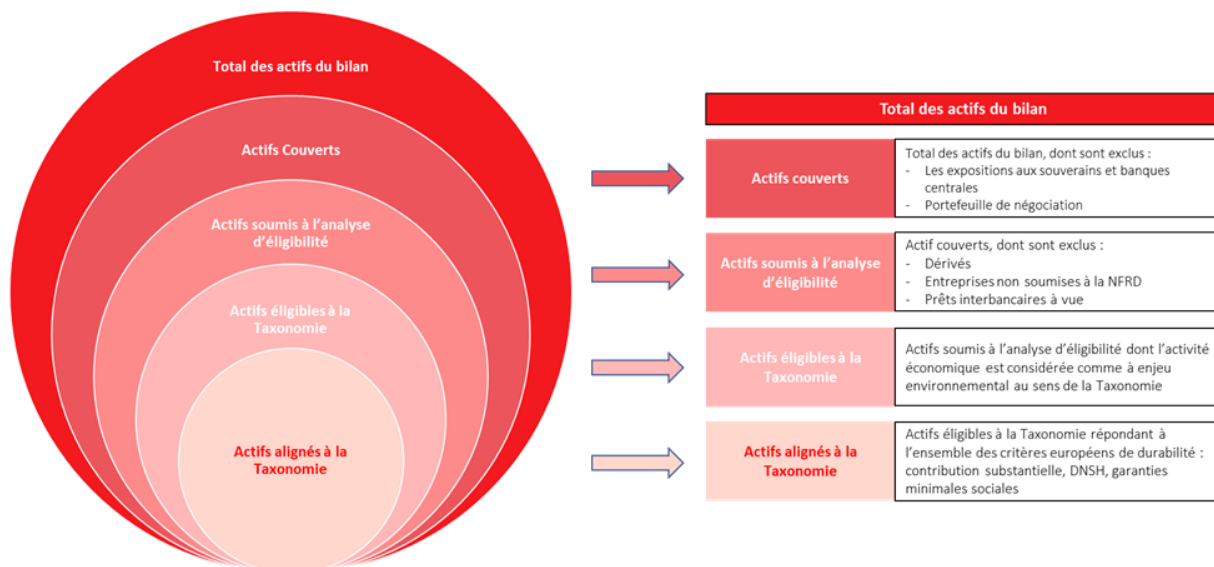 Total des actifs du bilan
Actifs Couverts
Actifs soumis à l'analyse
d'éligibilité
Actifs éligibles à la
Taxonomie
Actifs alignés à la
Taxonomie
Total des actifs du bilan
Actifs couverts
Total des actifs du bilan, dont sont exclus :
- Les expositions aux souverains et banques
centrales
- Portefeuille de négociation
Actifs soumis à l'analyse
d'éligibilité
Actif couverts, dont sont exclus :
- Dérivés
- Entreprises non soumises à la NFRD
- Prêts interbancaires à vue
Actifs éligibles à la
Taxonomie
Actifs soumis à l'analyse d'éligibilité dont l'activité
économique est considérée comme à enjeu
environnemental au sens de la Taxonomie
Actifs alignés à la
Taxonomie
Actifs éligibles à la Taxonomie répondant à
l'ensemble des critères européens de durabilité :
contribution substantielle, DNSH, garanties
minimales sociales